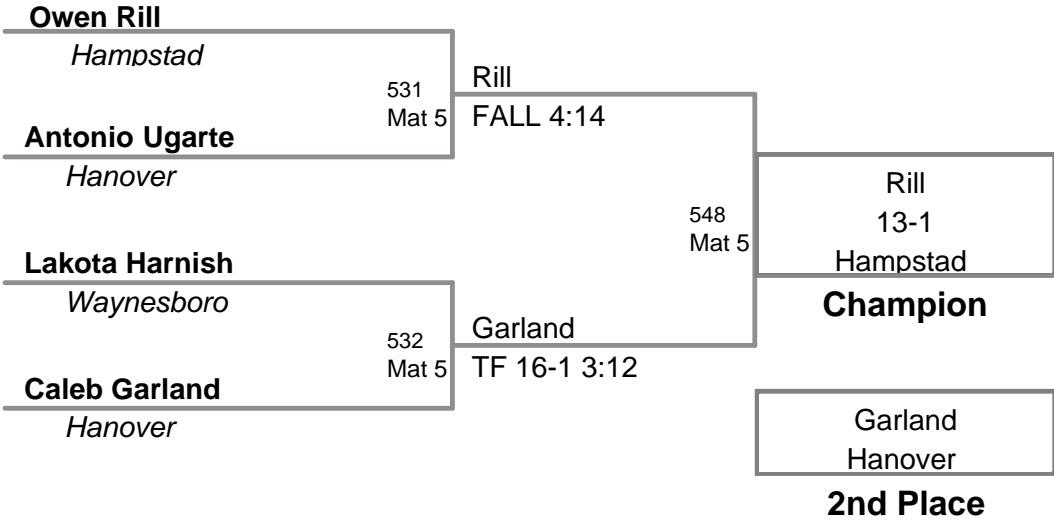 Owen Rill
Hampstad
531
Mat 5
Rill
FALL 4:14
Antonio Ugarte
Hanover
548
Mat 5
Rill
13-1
Hampstad
Champion
Lakota Harnish
Waynesboro
532
Mat 5
Garland
TF 16-1 3:12
Caleb Garland
Hanover
Garland
Hanover
2nd Place